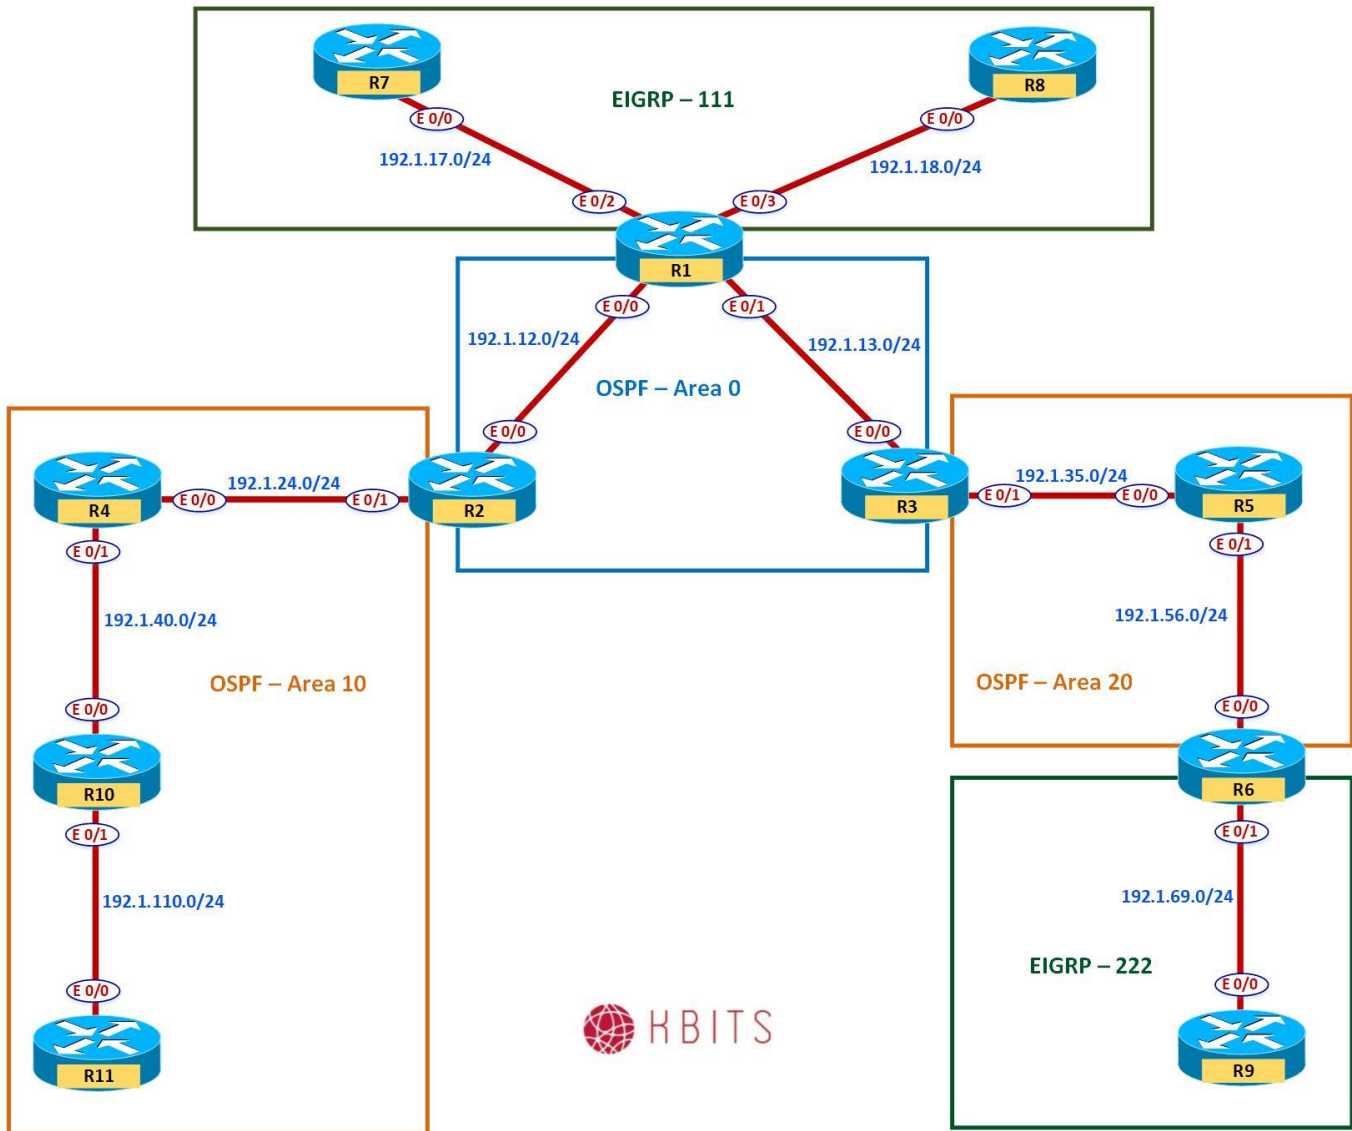 R7
R8
EIGRP – 111
E 0/0
E 0/0
192.1.17.0/24
192.1.18.0/24
E 0/2
E 0/3
R1
E 0/0
E 0/1
192.1.12.0/24
192.1.13.0/24
OSPF – Area 0
E 0/0
E 0/0
R4
192.1.24.0/24
E 0/0
E 0/1
R2
R3
192.1.35.0/24
E 0/1
E 0/0
R5
E 0/1
E 0/1
192.1.40.0/24
192.1.56.0/24
OSPF – Area 10
OSPF – Area 20
E 0/0
E 0/0
R10
R6
E 0/1
E 0/1
192.1.110.0/24
192.1.69.0/24
EIGRP – 222
E 0/0
E 0/0
KBITS
R11
R9